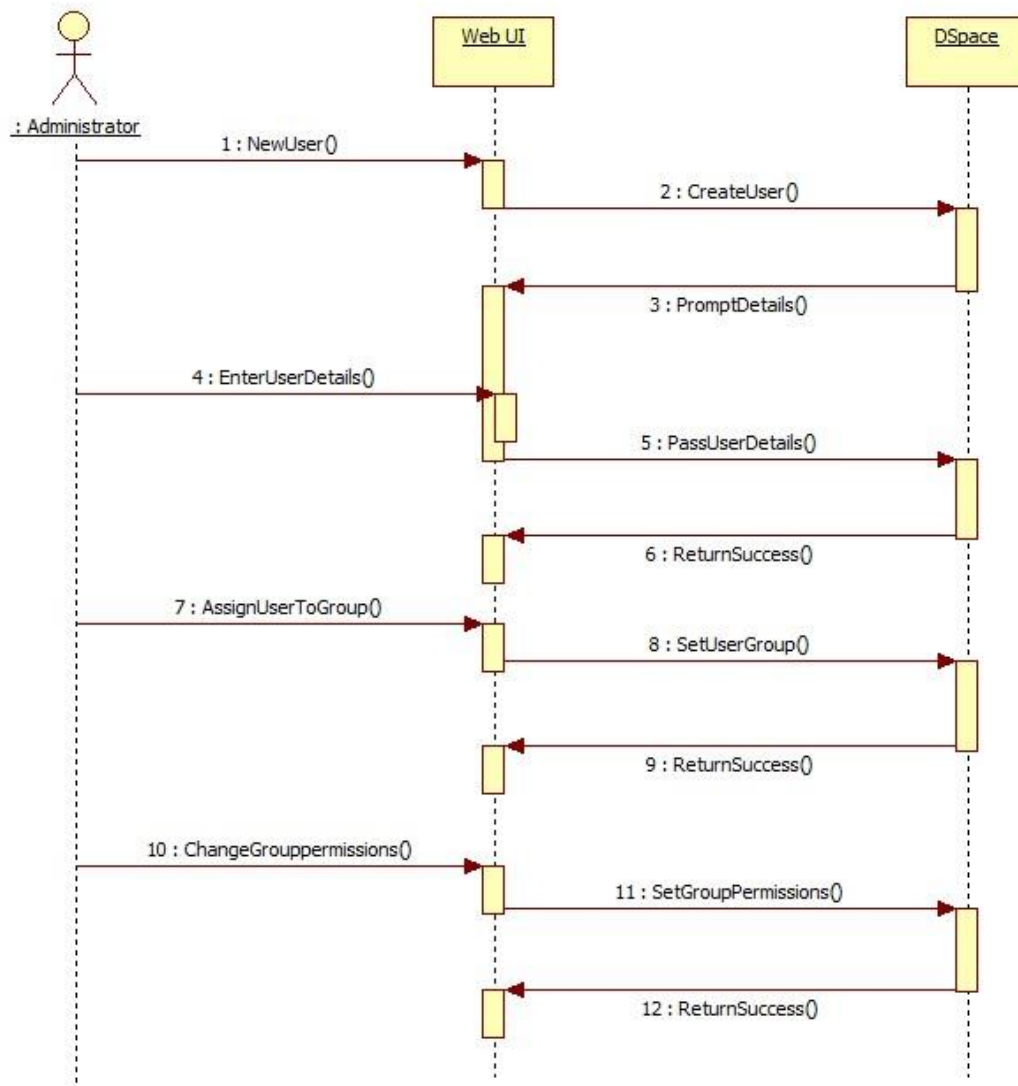 Web UI
DSpace
: Administrator
1 : NewUser()
2 : CreateUser()
3 : PromptDetails()
4 : EnterUserDetails()
5 : PassUserDetails()
6 : ReturnSuccess()
7 : AssignUserToGroup()
8 : SetUserGroup()
9 : ReturnSuccess()
10 : ChangeGrouppermissions()
11 : SetGroupPermissions()
12 : ReturnSuccess()